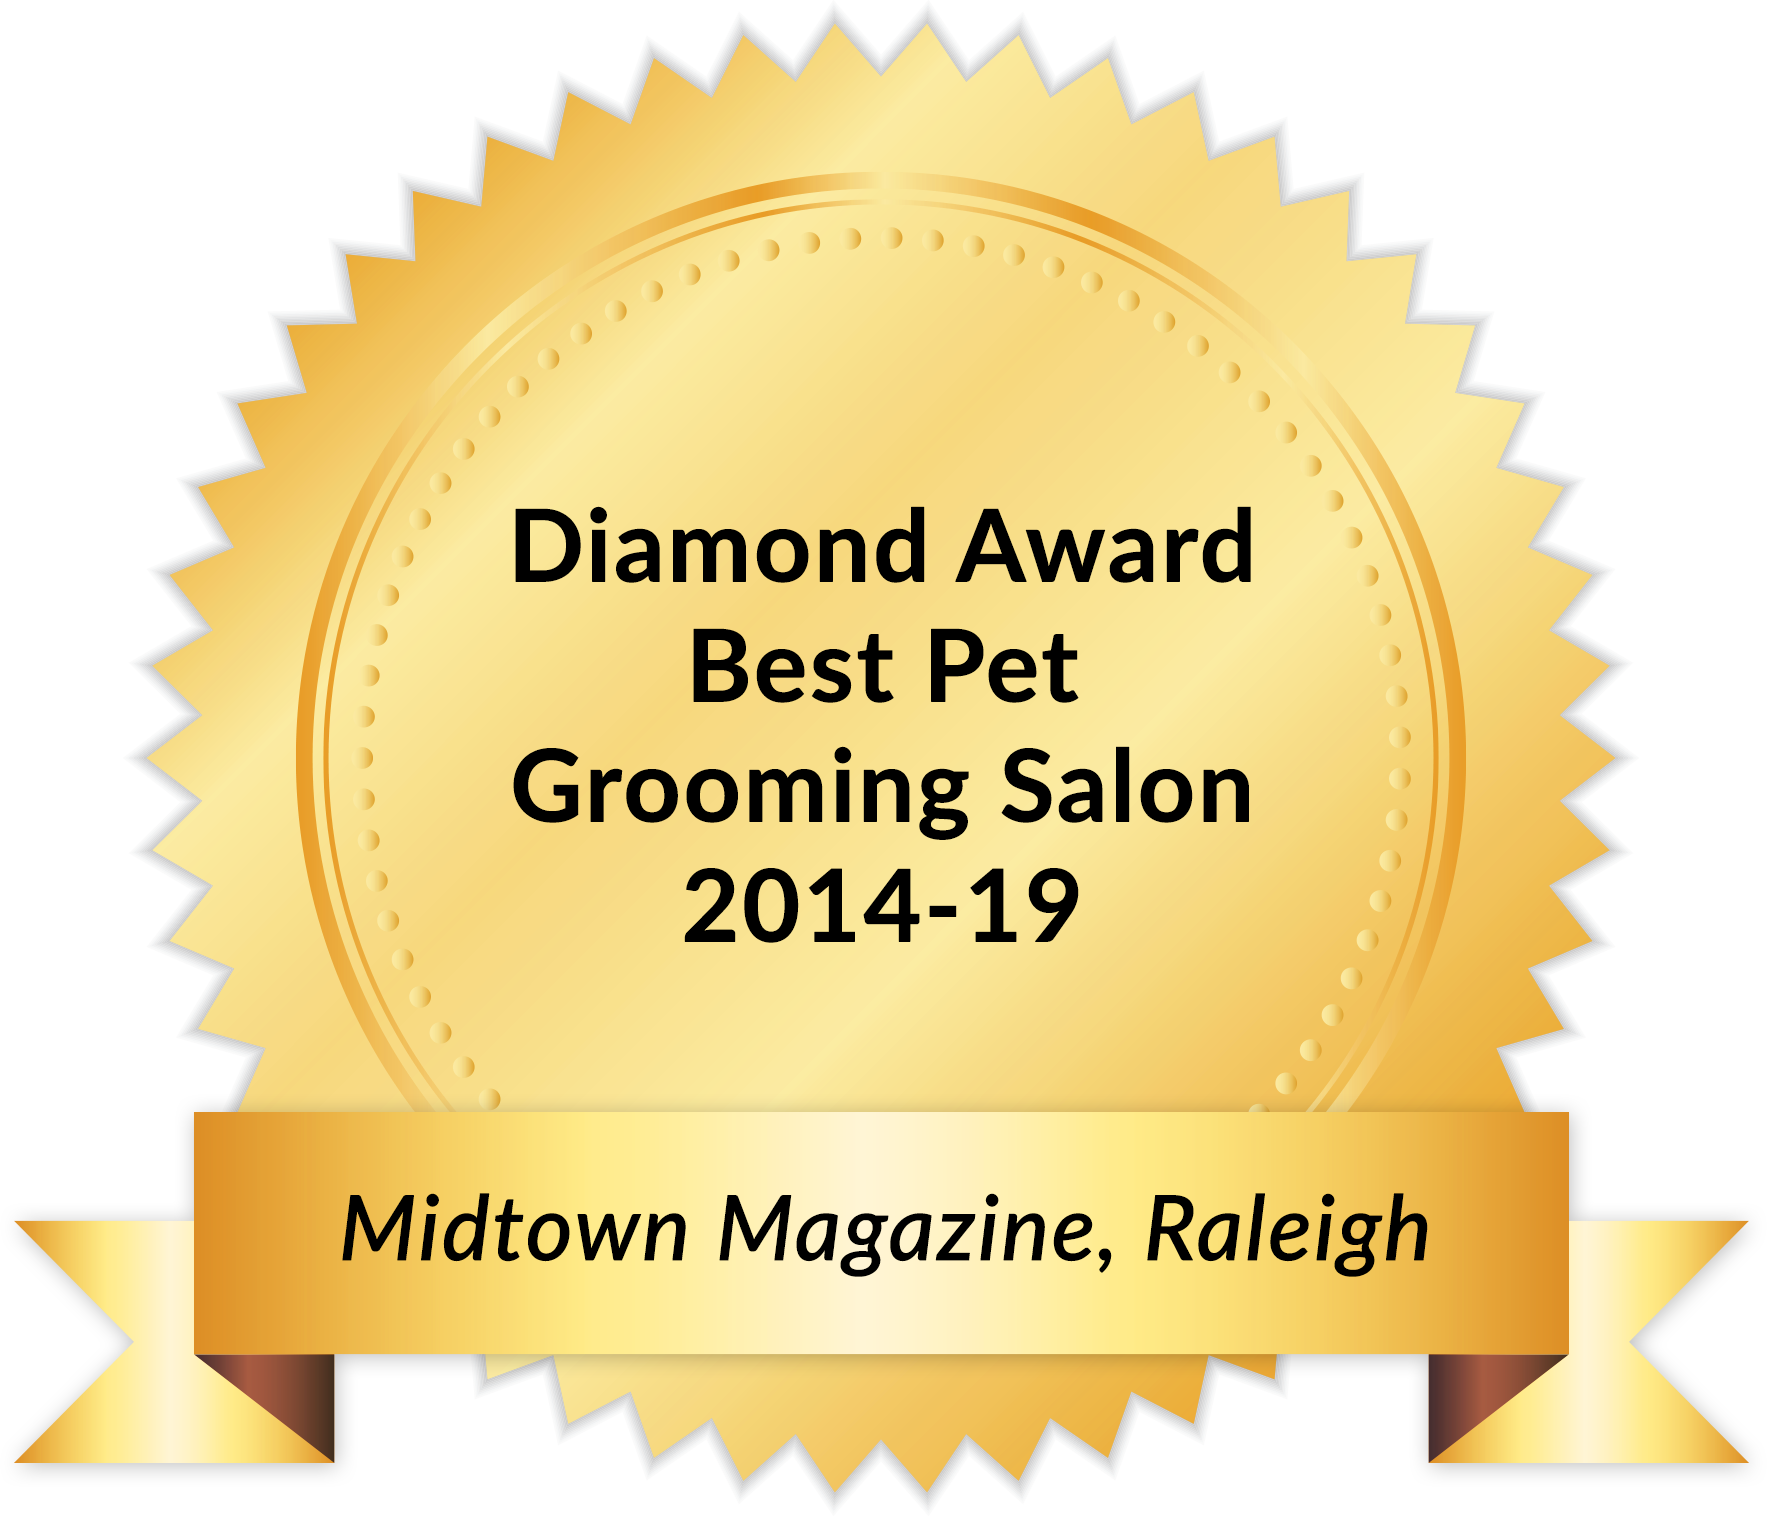 Diamond Award
Best Pet
Grooming Salon
2014-19
Midtown Magazine, Raleigh